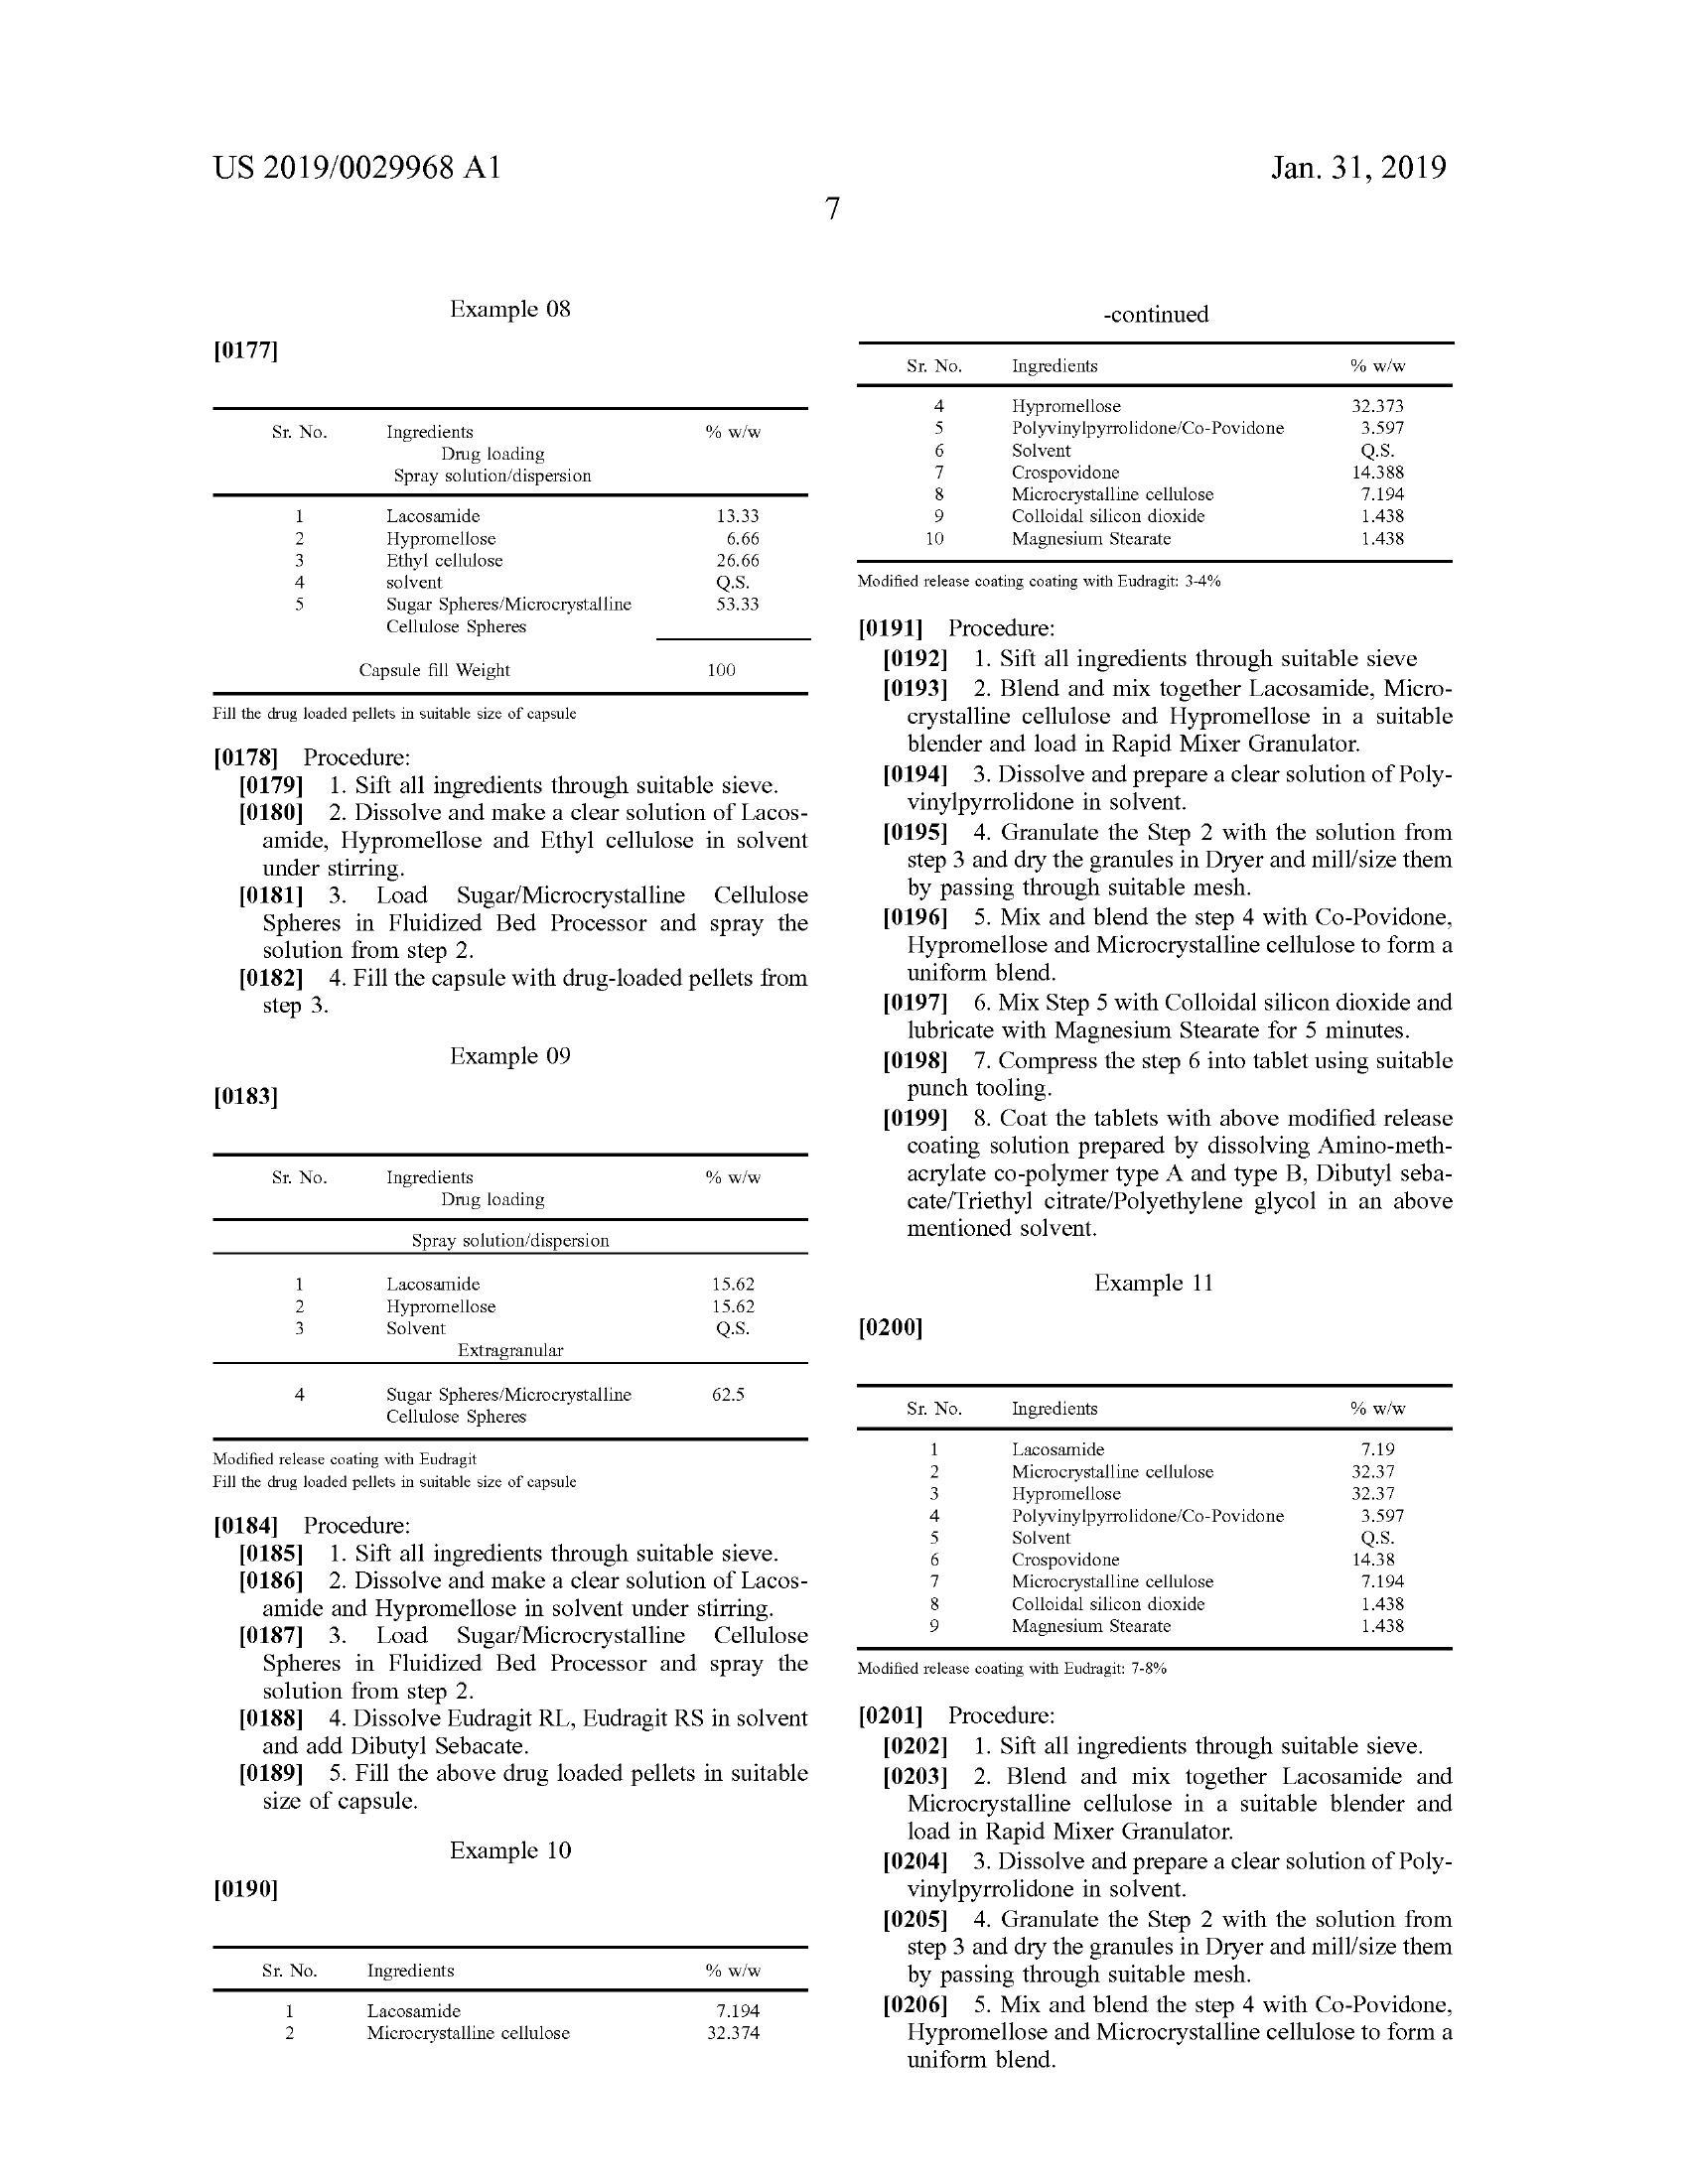 US 2019/0029968 A1
Jan. 31, 2019
7
Example 08
[0177]
Sr. No. Ingredients % w/w
Drug loading
Spray solution/dispersion
1 Lacosamide 13.33
2 Hypromellose 6.66
3 Ethyl cellulose 26.66
4 solvent Q.S.
5 Sugar Spheres/Microcrystalline 53.33
Cellulose Spheres
Capsule fill Weight 100
Fill the drug loaded pellets in suitable size of capsule
[0178] Procedure:
[0179] 1. Sift all ingredients through suitable sieve.
[0180] 2. Dissolve and make a clear solution of Lacos-
amide, Hypromellose and Ethyl cellulose in solvent
under stirring.
[0181] 3. Load Sugar/Microcrystalline Cellulose
Spheres in Fluidized Bed Processor and spray the
solution from step 2.
[0182] 4. Fill the capsule with drug-loaded pellets from
step 3.
Example 09
[0183]
Sr. No. Ingredients % w/w
Drug loading
Spray solution/dispersion
1 Lacosamide 15.62
2 Hypromellose 15.62
3 Solvent Q.S.
Extragranular
4 Sugar Spheres/Microcrystalline 62.5
Cellulose Spheres
Modified release coating with Eudragit
Fill the drug loaded pellets in suitable size of capsule
[0184] Procedure:
[0185] 1. Sift all ingredients through suitable sieve.
[0186] 2. Dissolve and make a clear solution of Lacos-
amide and Hypromellose in solvent under stirring.
[0187] 3. Load Sugar/Microcrystalline Cellulose
Spheres in Fluidized Bed Processor and spray the
solution from step 2.
[0188] 4. Dissolve Eudragit RL, Eudragit RS in solvent
and add Dibutyl Sebacate.
[0189] 5. Fill the above drug loaded pellets in suitable
size of capsule.
Example 10
[0190]
Sr. No. Ingredients % w/w
1 Lacosamide 7.194
2 Microcrystalline cellulose 32.374
-continued
Sr. No. Ingredients % w/w
4 Hypromellose 32.373
5 Polyvinylpyrrolidone/Co-Povidone 3.597
6 Solvent Q.S.
7 Crospovidone 14.388
8 Microcrystalline cellulose 7.194
9 Colloidal silicon dioxide 1.438
10 Magnesium Stearate 1.438
Modified release coating coating with Eudragit: 3-4%
[0191] Procedure:
[0192] 1. Sift all ingredients through suitable sieve
[0193] 2. Blend and mix together Lacosamide, Micro-
crystalline cellulose and Hypromellose in a suitable
blender and load in Rapid Mixer Granulator.
[0194] 3. Dissolve and prepare a clear solution of Poly-
vinylpyrrolidone in solvent.
[0195] 4. Granulate the Step 2 with the solution from
step 3 and dry the granules in Dryer and mill/size them
by passing through suitable mesh.
[0196] 5. Mix and blend the step 4 with Co-Povidone,
Hypromellose and Microcrystalline cellulose to form a
uniform blend.
[0197] 6. Mix Step 5 with Colloidal silicon dioxide and
lubricate with Magnesium Stearate for 5 minutes.
[0198] 7. Compress the step 6 into tablet using suitable
punch tooling.
[0199] 8. Coat the tablets with above modified release
coating solution prepared by dissolving Amino-meth-
acrylate co-polymer type A and type B, Dibutyl seba-
cate/Triethyl citrate/Polyethylene glycol in an above
mentioned solvent.
Example 11
[0200]
Sr. No. Ingredients % w/w
1 Lacosamide 7.19
2 Microcrystalline cellulose 32.37
3 Hypromellose 32.37
4 Polyvinylpyrrolidone/Co-Povidone 3.597
5 Solvent Q.S.
6 Crospovidone 14.38
7 Microcrystalline cellulose 7.194
8 Colloidal silicon dioxide 1.438
9 Magnesium Stearate 1.438
Modified release coating with Eudragit: 7-8%
[0201] Procedure:
[0202] 1. Sift all ingredients through suitable sieve.
[0203] 2. Blend and mix together Lacosamide and
Microcrystalline cellulose in a suitable blender and
load in Rapid Mixer Granulator.
[0204] 3. Dissolve and prepare a clear solution of Poly-
vinylpyrrolidone in solvent.
[0205] 4. Granulate the Step 2 with the solution from
step 3 and dry the granules in Dryer and mill/size them
by passing through suitable mesh.
[0206] 5. Mix and blend the step 4 with Co-Povidone,
Hypromellose and Microcrystalline cellulose to form a
uniform blend.